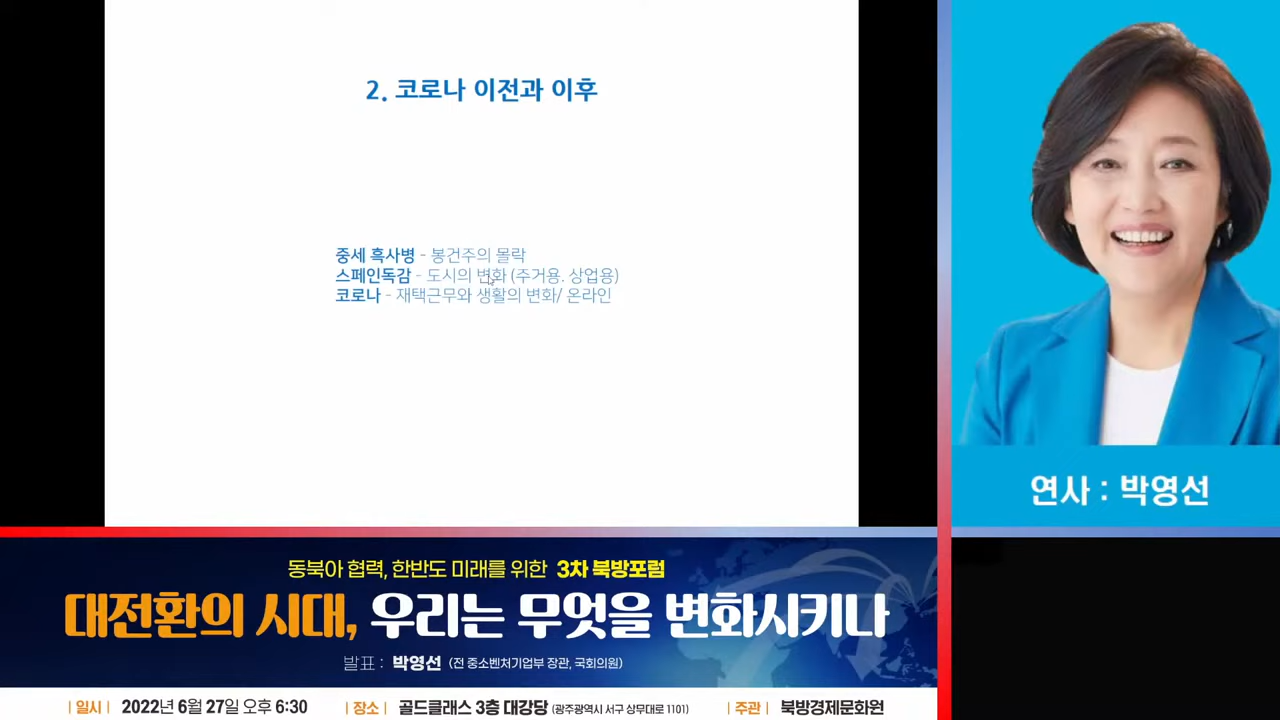 2. 코로나 이전과 이후
중세 흑사병 - 봉건주의 몰락
스페인독감 - 도시의 변화 (주거용. 상업용)
코로나 - 재택근무와 생활의 변화/ 온라인
연사 : 박영선
동북아 협력, 한반도 미래를 위한 3차 북방포럼
대전환의 시대, 우리는 무엇을 변화시키나
발표 : 박영선 (전 중소벤처기업부 장관, 국회의원)
| 일시 | 2022년 6월 27일 오후 6:30 | 장소 | 골드클래스 3층 대강당 (광주광역시 서구 상무대로 1101) | 주관 | 북방경제문화원